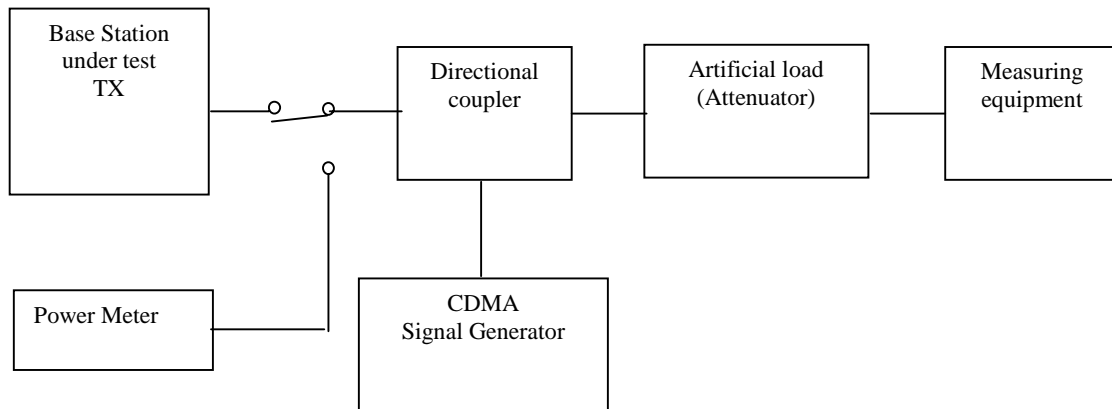 Base Station
under test
TX
Directional
coupler
Artificial load
(Attenuator)
Measuring
equipment
Power Meter
CDMA
Signal Generator